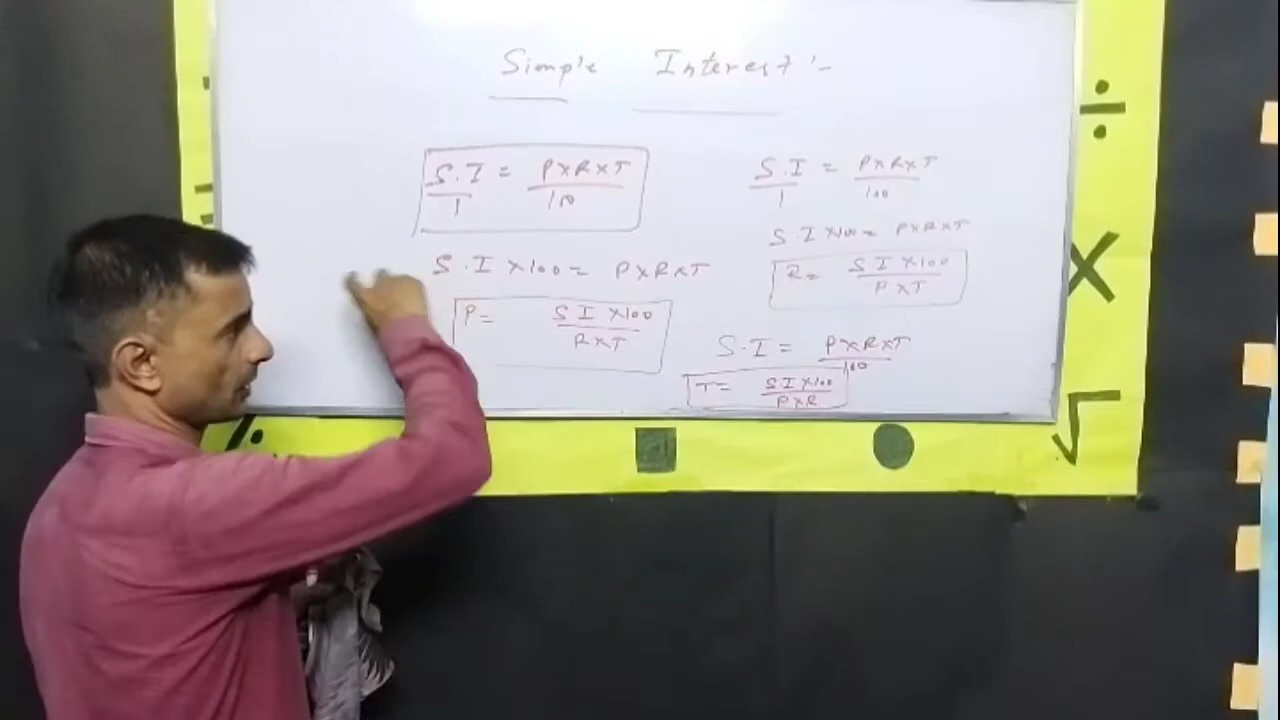 Simple Interest :-
S.I/1 = P×R×T/100
S.I ×100 = P×R×T
P = S I ×100/R×T
S.I/1 = P×R×T/100
S.I ×100 = P×R×T
R = S I ×100/P×T
S.I = P×R×T/100
T = S.I ×100/P×R
÷
×
√